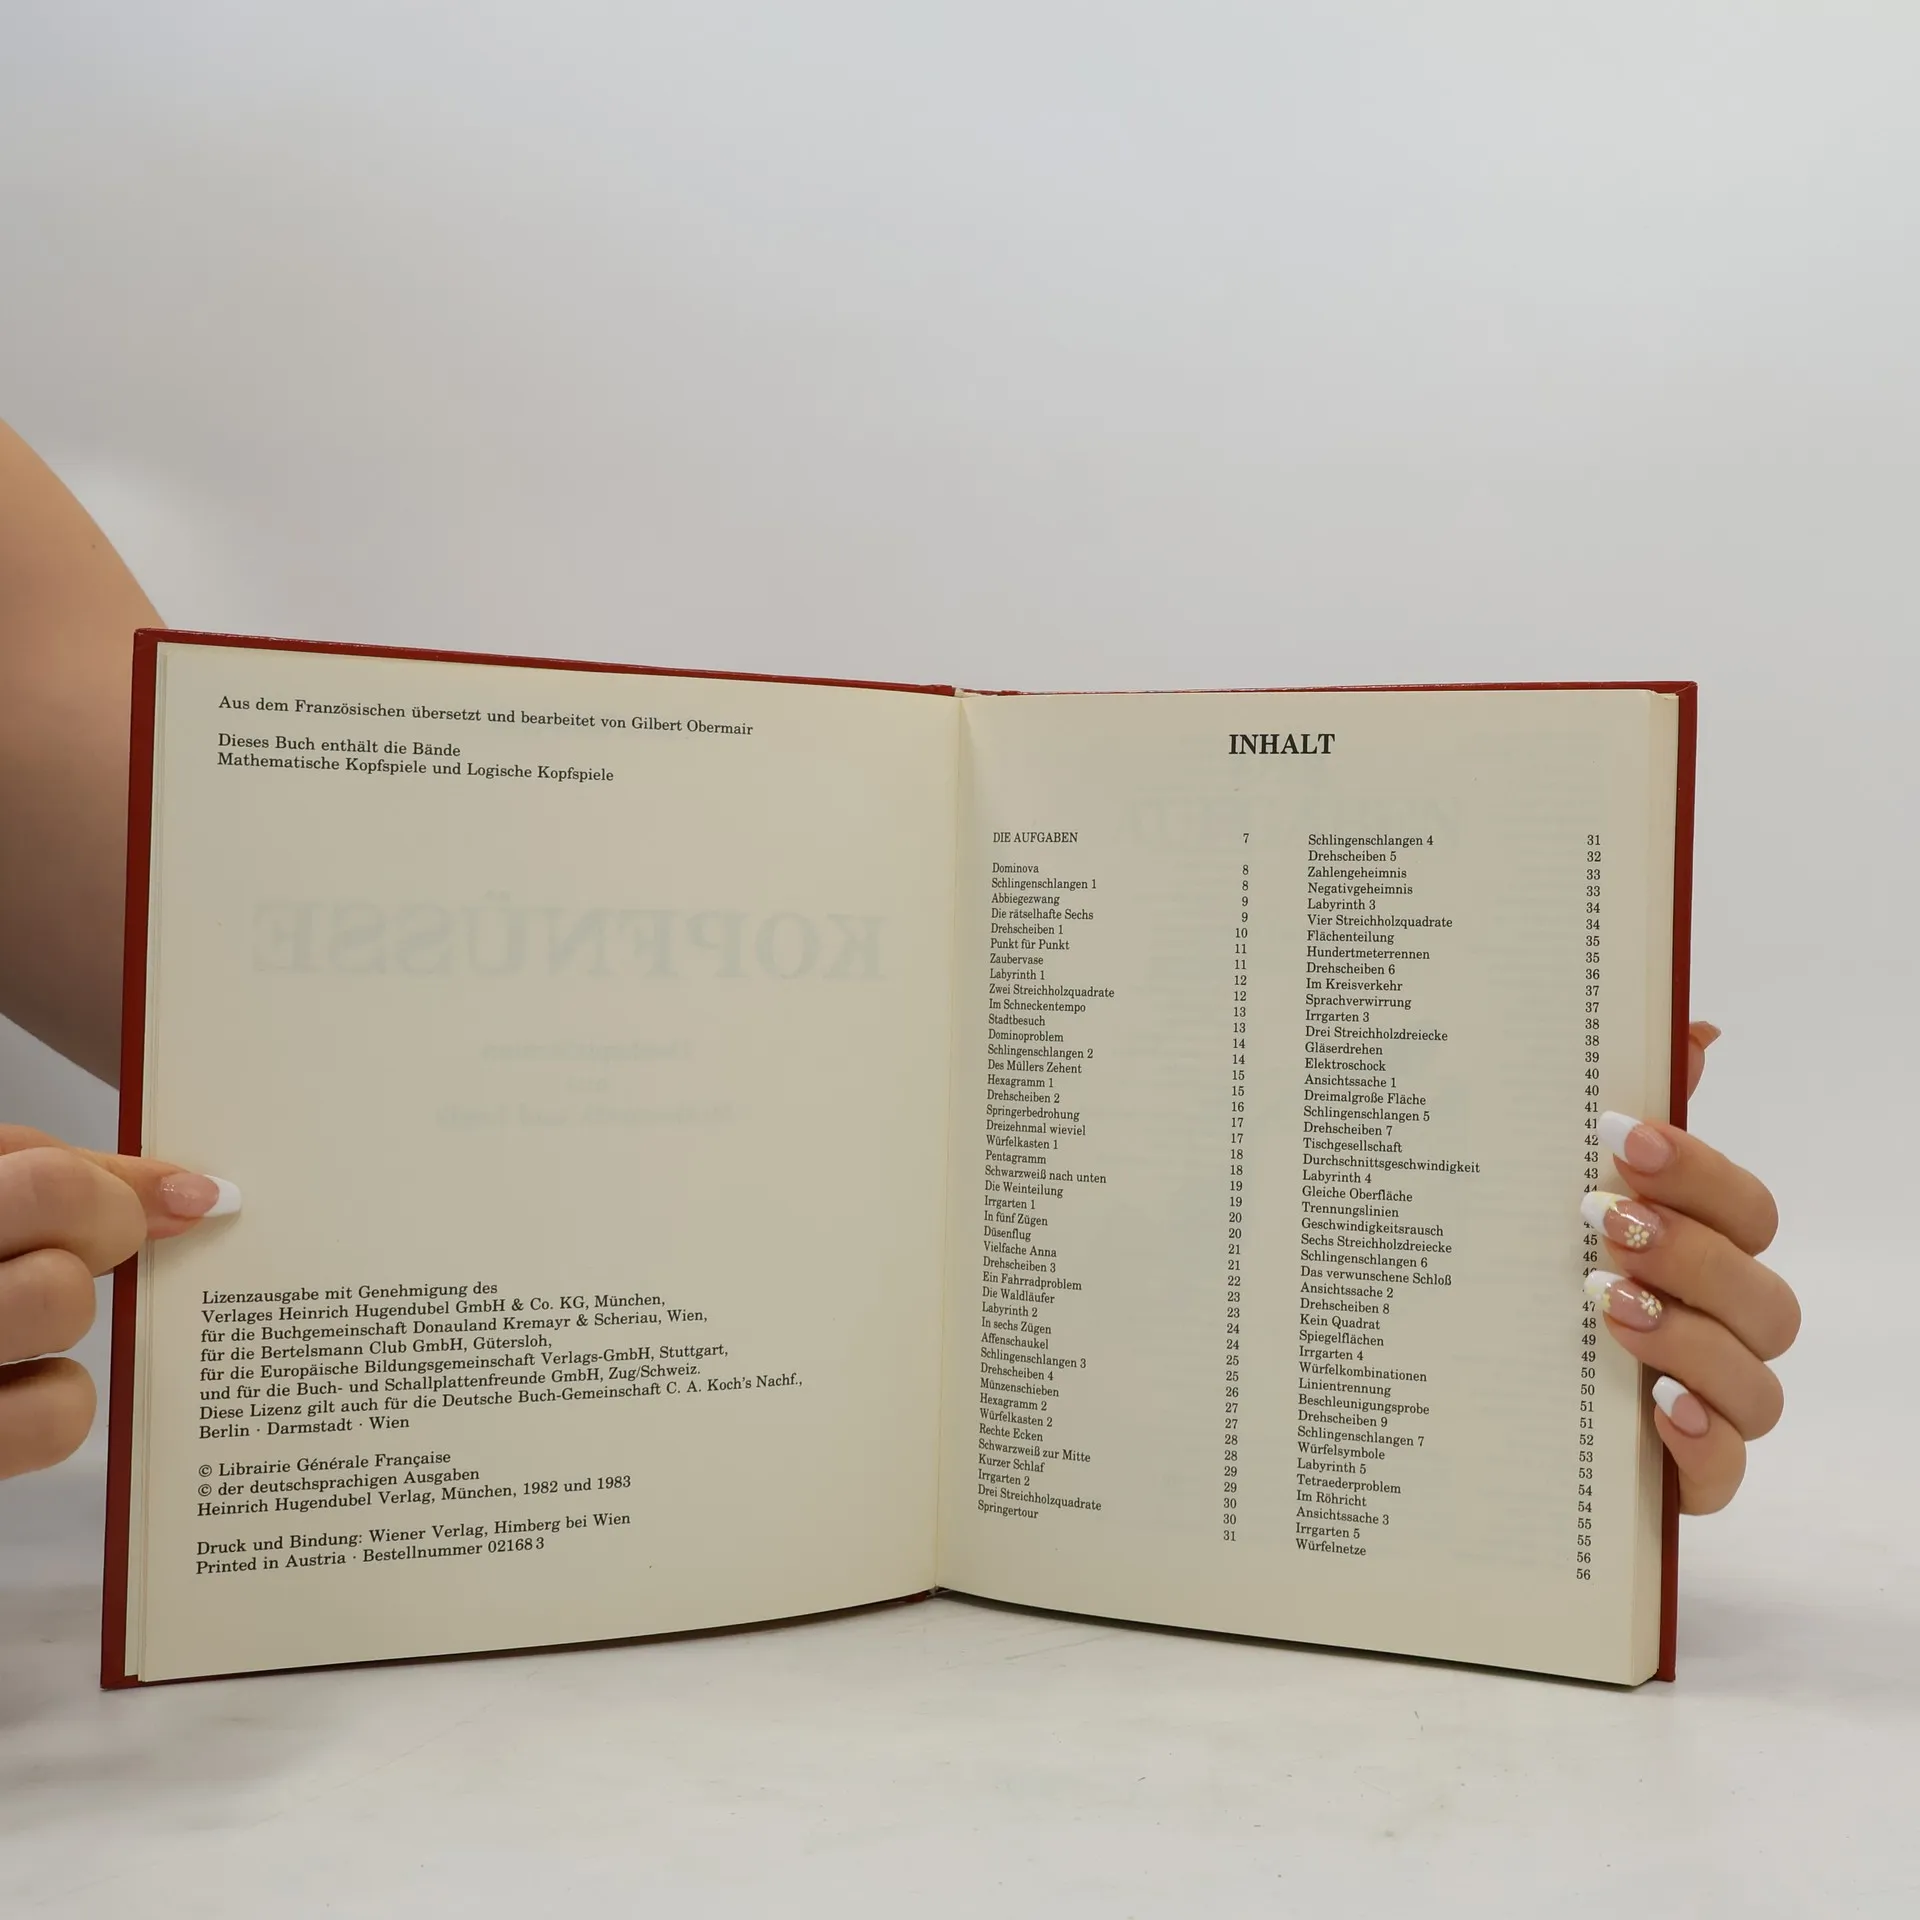 Aus dem Französischen übersetzt und bearbeitet von Gilbert Obermair
Dieses Buch enthält die Bände
Mathematische Kopfspiele und Logische Kopfspiele
KOPFNÜSSE
Lizenzausgabe mit Genehmigung des
Verlages Heinrich Hugendubel GmbH & Co. KG, München,
für die Buchgemeinschaft Donauland Kremayr & Scheriau, Wien,
für die Bertelsmann Club GmbH, Gütersloh,
für die Europäische Bildungsgemeinschaft Verlags-GmbH, Stuttgart,
und für die Buch- und Schallplattenfreunde GmbH, Zug/Schweiz.
Diese Lizenz gilt auch für die Deutsche Buch-Gemeinschaft C. A. Koch's Nachf.,
Berlin · Darmstadt · Wien
© Librairie Générale Française
© der deutschsprachigen Ausgaben
Heinrich Hugendubel Verlag, München, 1982 und 1983
Druck und Bindung: Wiener Verlag, Himberg bei Wien
Printed in Austria · Bestellnummer 02168 3
INHALT
DIE AUFGABEN 7
Dominova 8
Schlingenschlangen 1 8
Abbiegezwang 9
Die rätselhafte Sechs 9
Drehscheiben 1 10
Punkt für Punkt 11
Zaubervase 11
Labyrinth 1 12
Zwei Streichholzquadrate 12
Im Schneckentempo 13
Stadtbesuch 13
Dominoproblem 14
Schlingenschlangen 2 14
Des Müllers Zehent 15
Hexagramm 1 15
Drehscheiben 2 16
Springerbedrohung 17
Dreizehnmal wieviel 17
Würfelkasten 1 18
Pentagramm 18
Schwarzweiß nach unten 19
Die Weinteilung 19
Irrgarten 1 20
In fünf Zügen 20
Düsenflug 21
Vielfache Anna 21
Drehscheiben 3 22
Ein Fahrradproblem 23
Die Waldläufer 23
Labyrinth 2 24
In sechs Zügen 24
Affenschaukel 25
Schlingenschlangen 3 25
Drehscheiben 4 26
Münzenschieben 27
Hexagramm 2 27
Würfelkasten 2 28
Rechte Ecken 28
Schwarzweiß zur Mitte 29
Kurzer Schlaf 29
Irrgarten 2 30
Drei Streichholzquadrate 30
Springertour 31
Schlingenschlangen 4 31
Drehscheiben 5 32
Zahlengeheimnis 33
Negativgeheimnis 33
Labyrinth 3 34
Vier Streichholzquadrate 34
Flächenteilung 35
Hundertmeterrennen 35
Drehscheiben 6 36
Im Kreisverkehr 37
Sprachverwirrung 37
Irrgarten 3 38
Drei Streichholzdreiecke 38
Gläserdrehen 39
Elektroschock 40
Ansichtssache 1 40
Dreimalgroße Fläche 41
Schlingenschlangen 5 41
Drehscheiben 7 42
Tischgesellschaft 43
Durchschnittsgeschwindigkeit 43
Labyrinth 4 44
Gleiche Oberfläche
Trennungslinien
Geschwindigkeitsrausch 45
Sechs Streichholzdreiecke 46
Schlingenschlangen 6
Das verwunschene Schloß
Ansichtssache 2 47
Drehscheiben 8 48
Kein Quadrat 49
Spiegelflächen 49
Irrgarten 4 50
Würfelkombinationen 50
Linientrennung 51
Beschleunigungsprobe 51
Drehscheiben 9 52
Schlingenschlangen 7 53
Würfelsymbole 53
Labyrinth 5 54
Tetraederproblem 54
Im Röhricht 55
Ansichtssache 3 55
Irrgarten 5 56
Würfelnetze 56